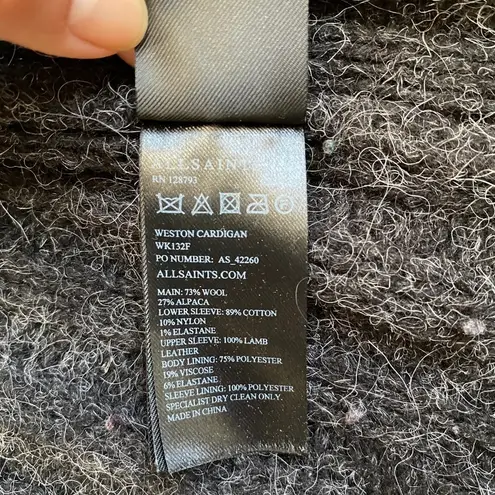 ALLSAINTS
RN 128793
WESTON CARDIGAN
WK132F
PO NUMBER: AS_42260
ALLSAINTS.COM
MAIN: 73% WOOL
27% ALPACA
LOWER SLEEVE: 89% COTTON
10% NYLON
1% ELASTANE
UPPER SLEEVE: 100% LAMB
LEATHER
BODY LINING: 75% POLYESTER
19% VISCOSE
6% ELASTANE
SLEEVE LINING: 100% POLYESTER
SPECIALIST DRY CLEAN ONLY.
MADE IN CHINA